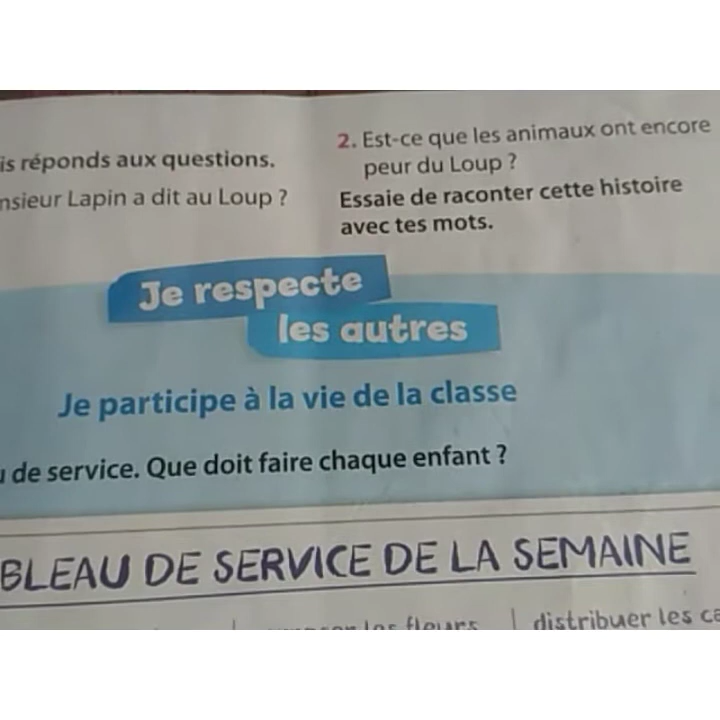 réponds aux questions.
Lapin a dit au Loup ?
2. Est-ce que les animaux ont encore
peur du Loup ?
Essaie de raconter cette histoire
avec tes mots.
Je respecte
les autres
Je participe à la vie de la classe
de service. Que doit faire chaque enfant ?
BLEAU DE SERVICE DE LA SEMAINE
les fleurs
distribuer les